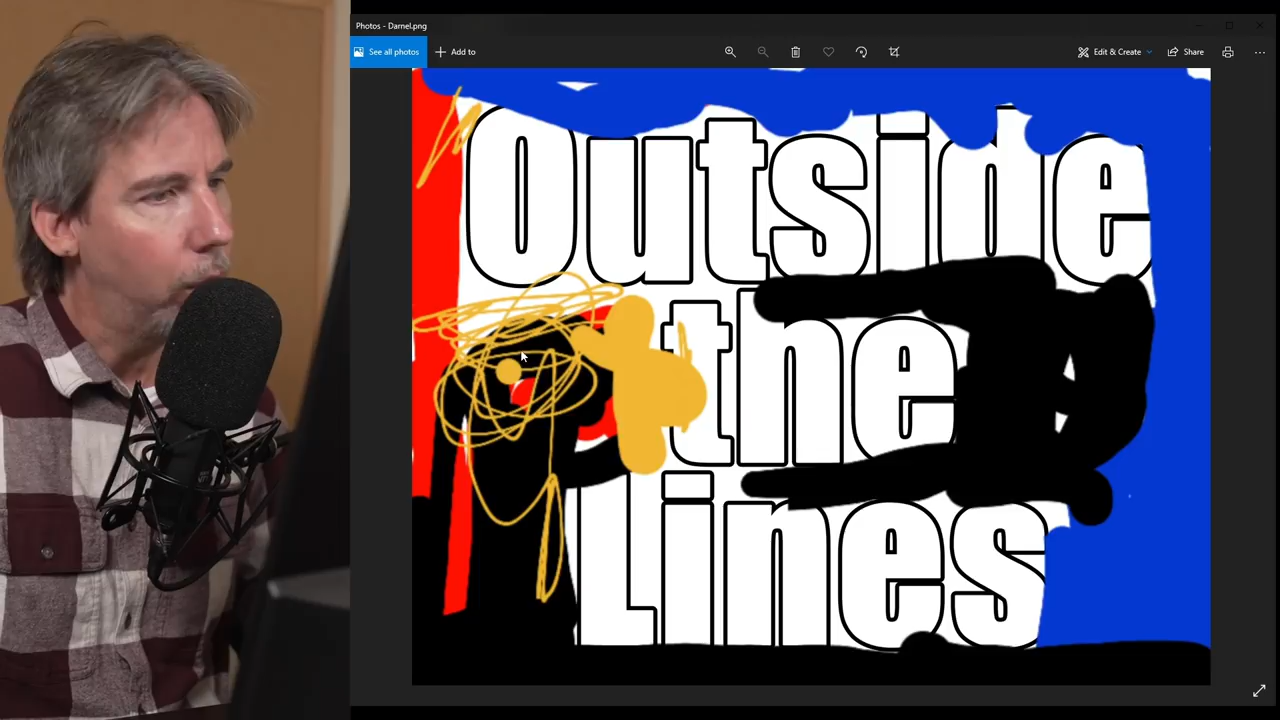 Photos - Darnel.png
See all photos
Add to
Edit & Create
Share
Outside
the
Lines